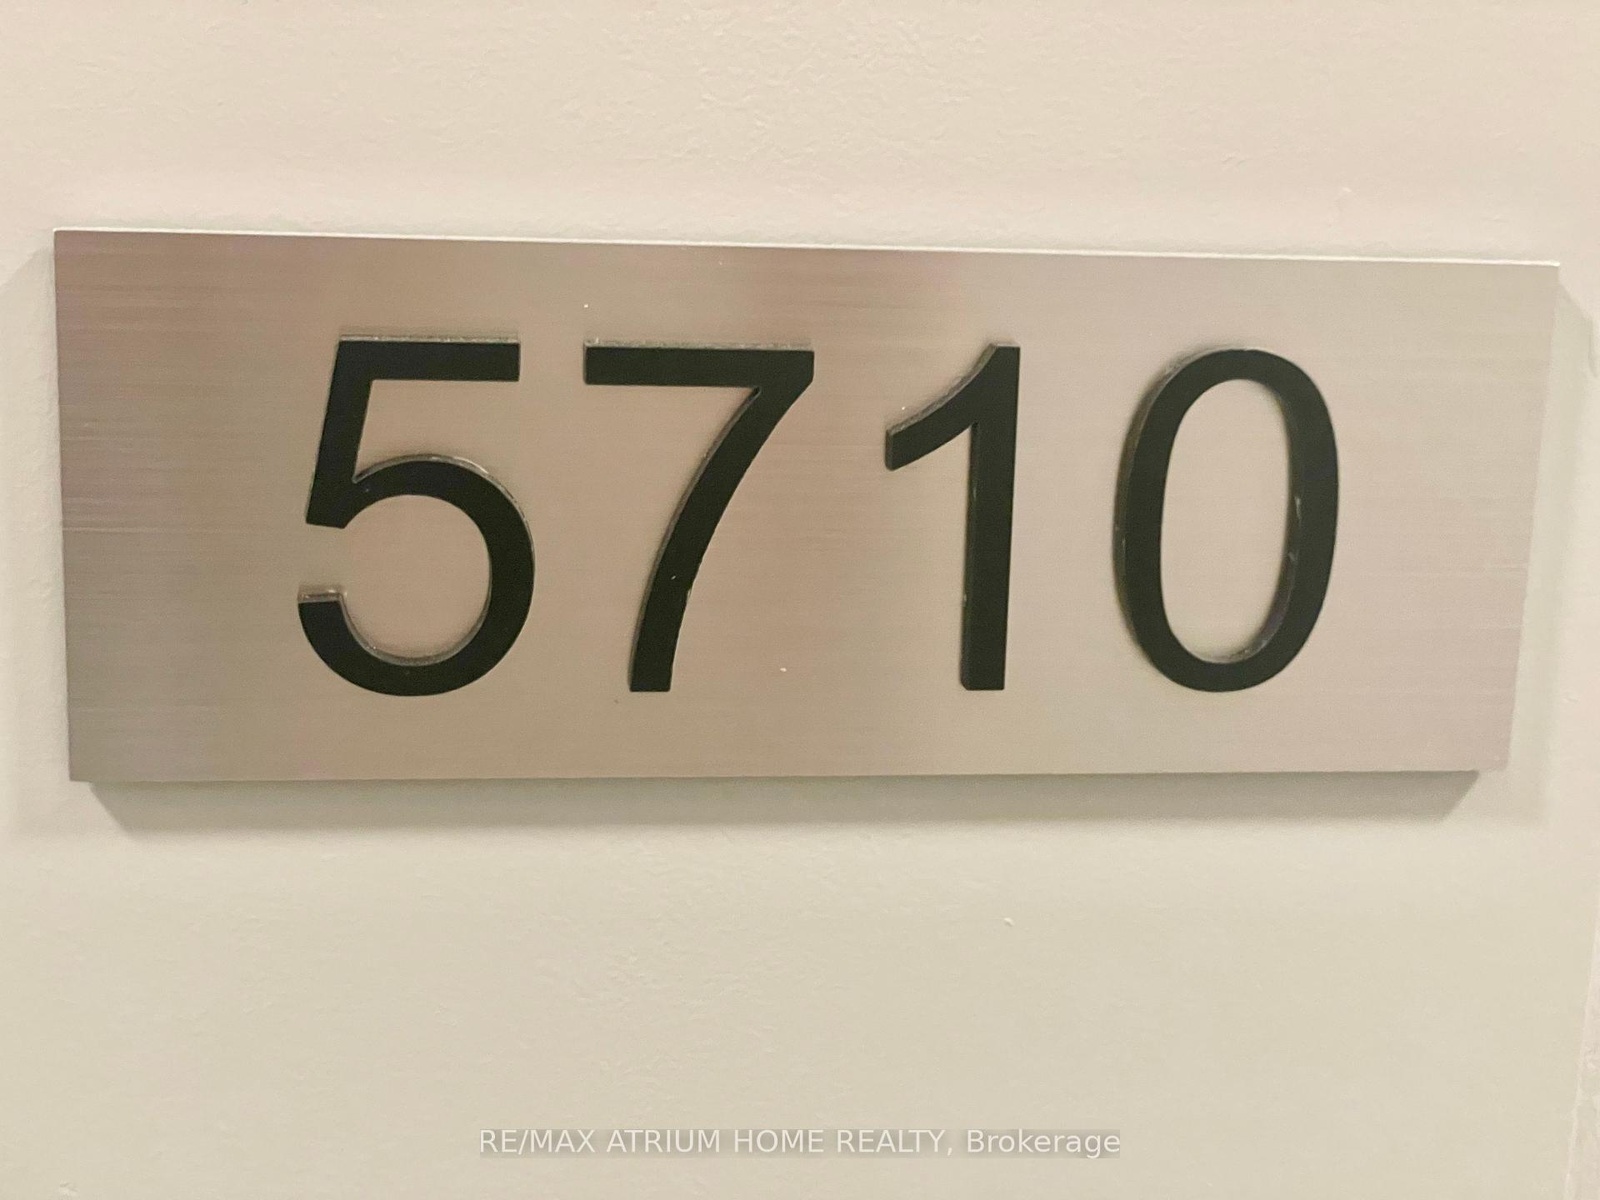 5710
RE/MAX ATRIUM HOME REALTY, Brokerage